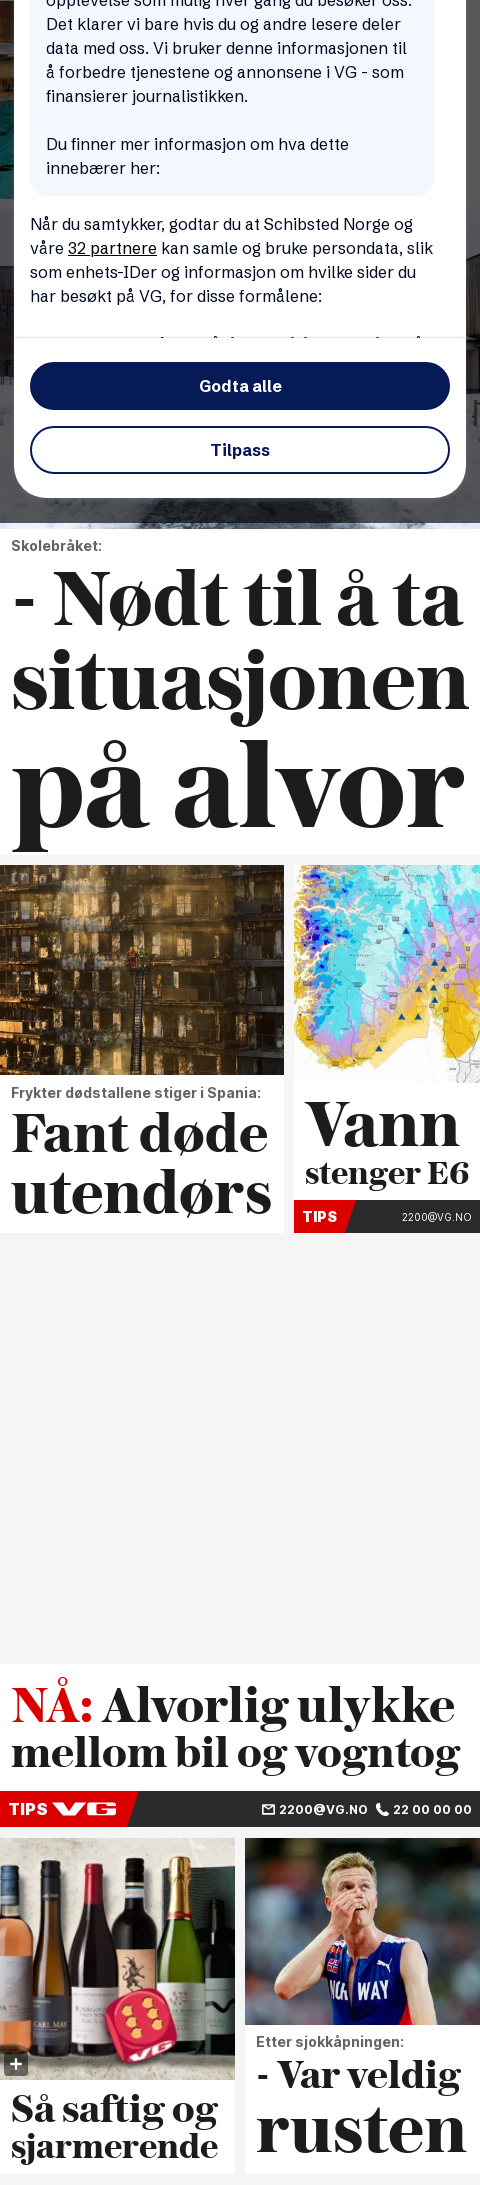 opplevelse som mulig hver gang du besøker oss.
Det klarer vi bare hvis du og andre lesere deler
data med oss. Vi bruker denne informasjonen til
å forbedre tjenestene og annonsene i VG - som
finansierer journalistikken.
Du finner mer informasjon om hva dette
innebærer her:
Når du samtykker, godtar du at Schibsted Norge og
våre 32 partnere kan samle og bruke persondata, slik
som enhets-IDer og informasjon om hvilke sider du
har besøkt på VG, for disse formålene:
Godta alle
Tilpass
Skolebråket:
- Nødt til å ta
situasjonen
på alvor
Frykter dødstallene stiger i Spania:
Fant døde
utendørs
Vann
stenger E6
TIPS 2200@VG.NO
NÅ: Alvorlig ulykke
mellom bil og vogntog
TIPS VG 2200@VG.NO 22 00 00 00
KARL MAY
BOURGOGNE
VG
NORWAY
+
Så saftig og
sjarmerende
Etter sjokkåpningen:
- Var veldig
rusten